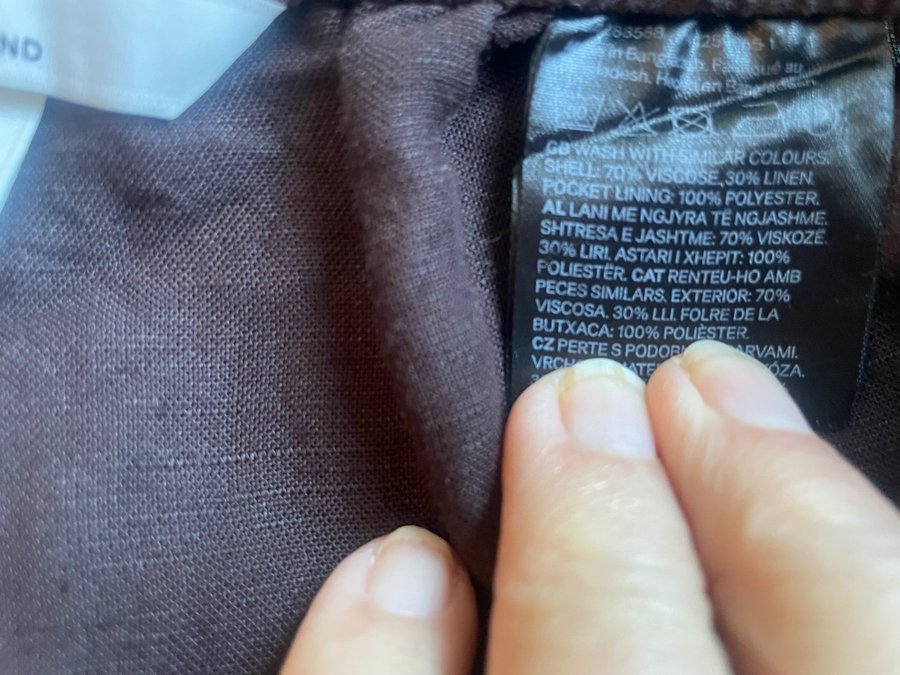 ND
GB WASH WITH SIMILAR COLOURS.
SHELL: 70% VISCOSE, 30% LINEN.
POCKET LINING: 100% POLYESTER.
AL LANI ME NGJYRA TË NGJASHME.
SHTRESA E JASHTME: 70% VISKOZË
30% LIRI. ASTARI I XHEPIT: 100%
POLIESTËR. CAT RENTEU-HO AMB
PECES SIMILARS. EXTERIOR: 70%
VISCOSA, 30% LLI. FOLRE DE LA
BUTXACA: 100% POLIÈSTER.
CZ PERTE S